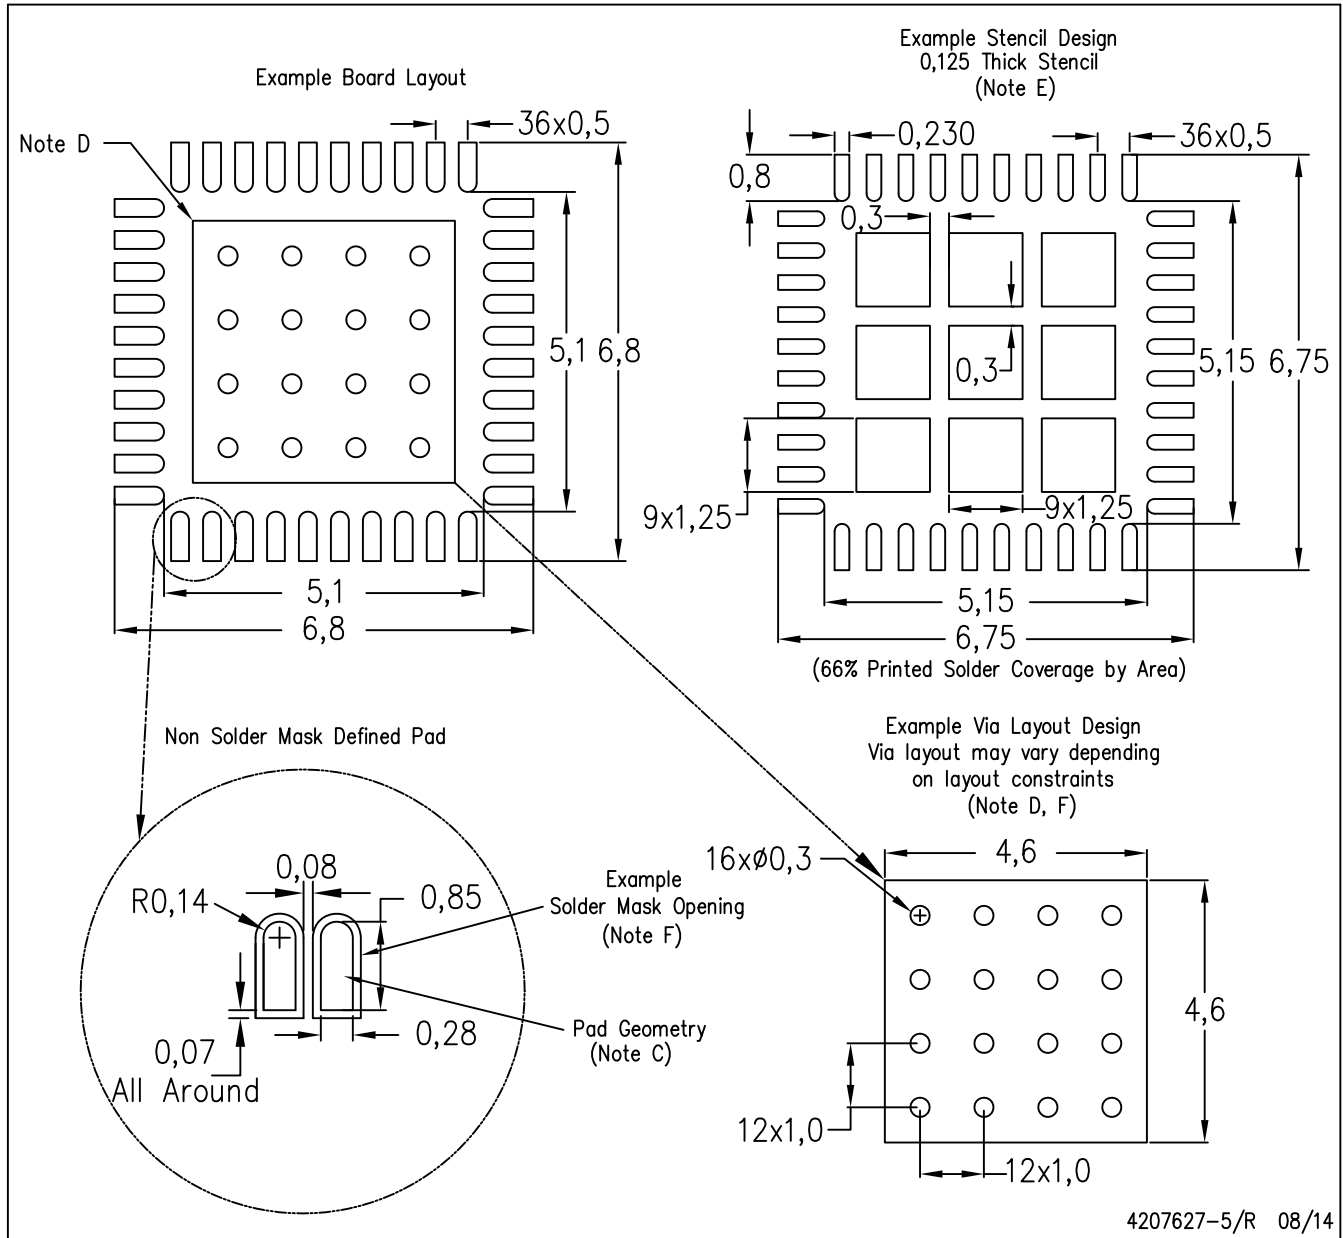 Example Board Layout
Note D
36x0,5
5,1
6,8
5,1
6,8
Example Stencil Design
0,125 Thick Stencil
(Note E)
0,230
36x0,5
0,8
0,3
0,3
5,15
6,75
9x1,25
9x1,25
5,15
6,75
(66% Printed Solder Coverage by Area)
Non Solder Mask Defined Pad
0,08
R0,14
0,85
Example
Solder Mask Opening
(Note F)
0,28
Pad Geometry
(Note C)
0,07
All Around
Example Via Layout Design
Via layout may vary depending
on layout constraints
(Note D, F)
16xø0,3
4,6
4,6
12x1,0
12x1,0
4207627-5/R 08/14